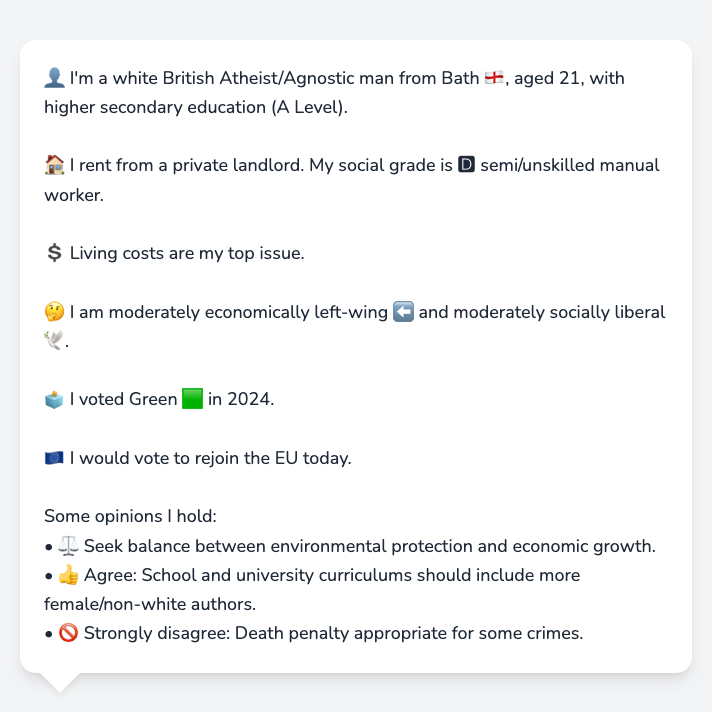 👤 I'm a white British Atheist/Agnostic man from Bath 🏴󠁧󠁢󠁥󠁮󠁧󠁿, aged 21, with
higher secondary education (A Level).
🏠 I rent from a private landlord. My social grade is 🅳 semi/unskilled manual
worker.
💲 Living costs are my top issue.
🤔 I am moderately economically left-wing ⬅️ and moderately socially liberal
🕊️.
🗳️ I voted Green 🟩 in 2024.
🇪🇺 I would vote to rejoin the EU today.
Some opinions I hold:
• ⚖️ Seek balance between environmental protection and economic growth.
• 👍 Agree: School and university curriculums should include more
female/non-white authors.
• 🚫 Strongly disagree: Death penalty appropriate for some crimes.